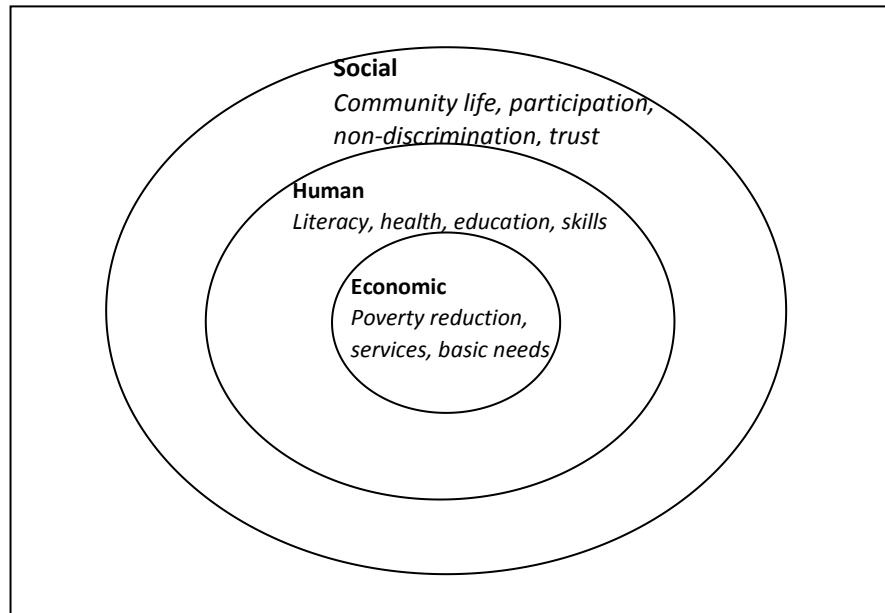 Social
Community life, participation,
non-discrimination, trust
Human
Literacy, health, education, skills
Economic
Poverty reduction,
services, basic needs